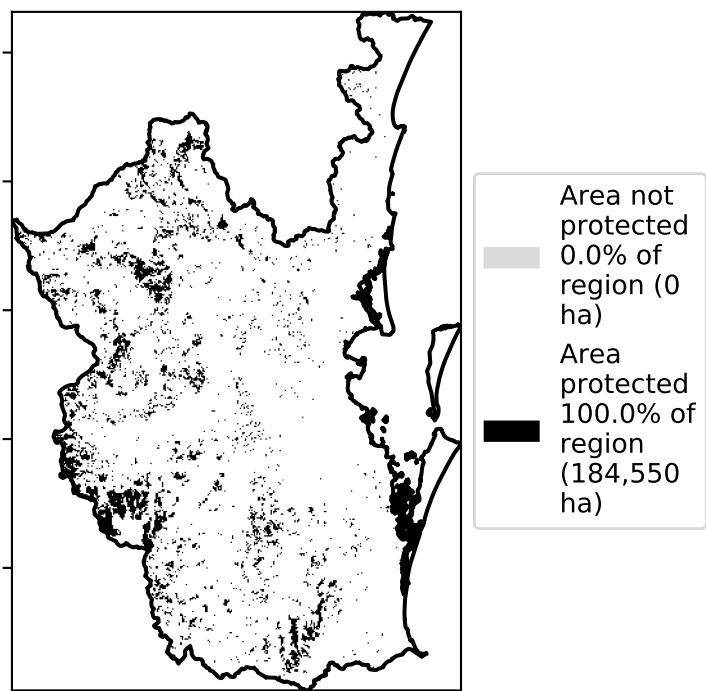 Area not
protected
0.0% of
region (0
ha)
Area
protected
100.0% of
region
(184,550
ha)